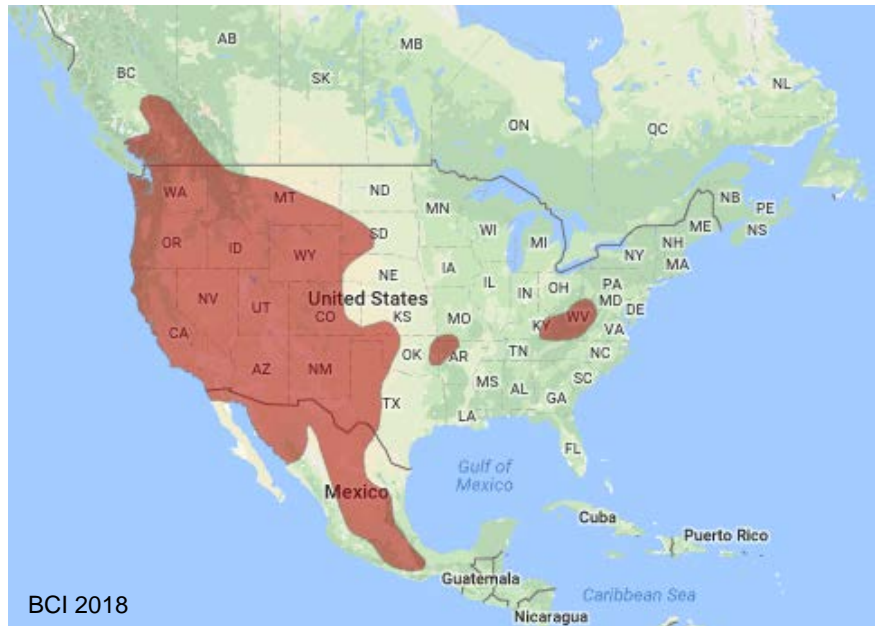 AB
MB
BC
SK
NL
ON
QC
WA
MT
ND
MN
NB
PE
OR
ID
SD
WI
MI
ME
NS
NH
WY
NY
MA
NE
IA
NV
UT
United States
IL
IN
OH
PA
MD
DE
CO
KS
MO
KY
WV
VA
CA
AZ
NM
OK
AR
TN
NC
SC
MS
AL
GA
TX
LA
FL
Gulf of
Mexico
Mexico
Cuba
Puerto Rico
Guatemala
Caribbean Sea
Nicaragua
BCI 2018